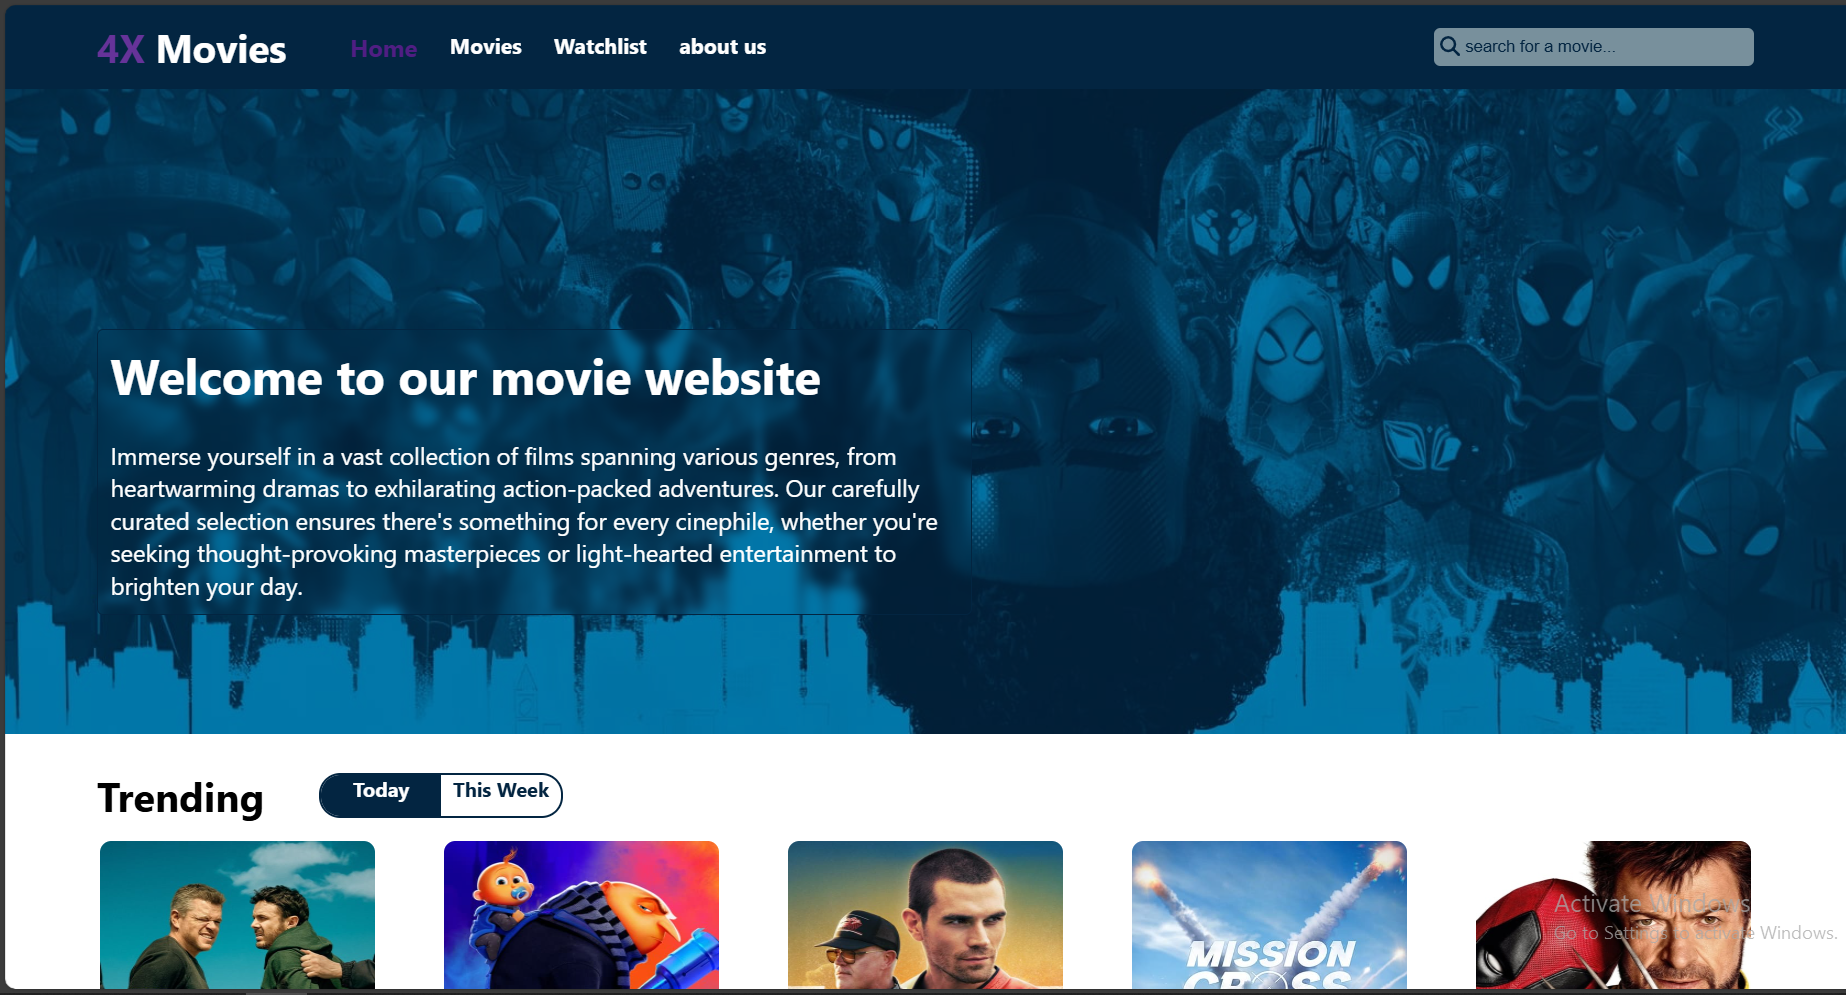 4X Movies
Home
Movies
Watchlist
about us
search for a movie...
Welcome to our movie website
Immerse yourself in a vast collection of films spanning various genres, from
heartwarming dramas to exhilarating action-packed adventures. Our carefully
curated selection ensures there's something for every cinephile, whether you're
seeking thought-provoking masterpieces or light-hearted entertainment to
brighten your day.
Trending
Today
This Week
MISSION
CROSS
Activate Windows
Go to Settings to activate Windows.